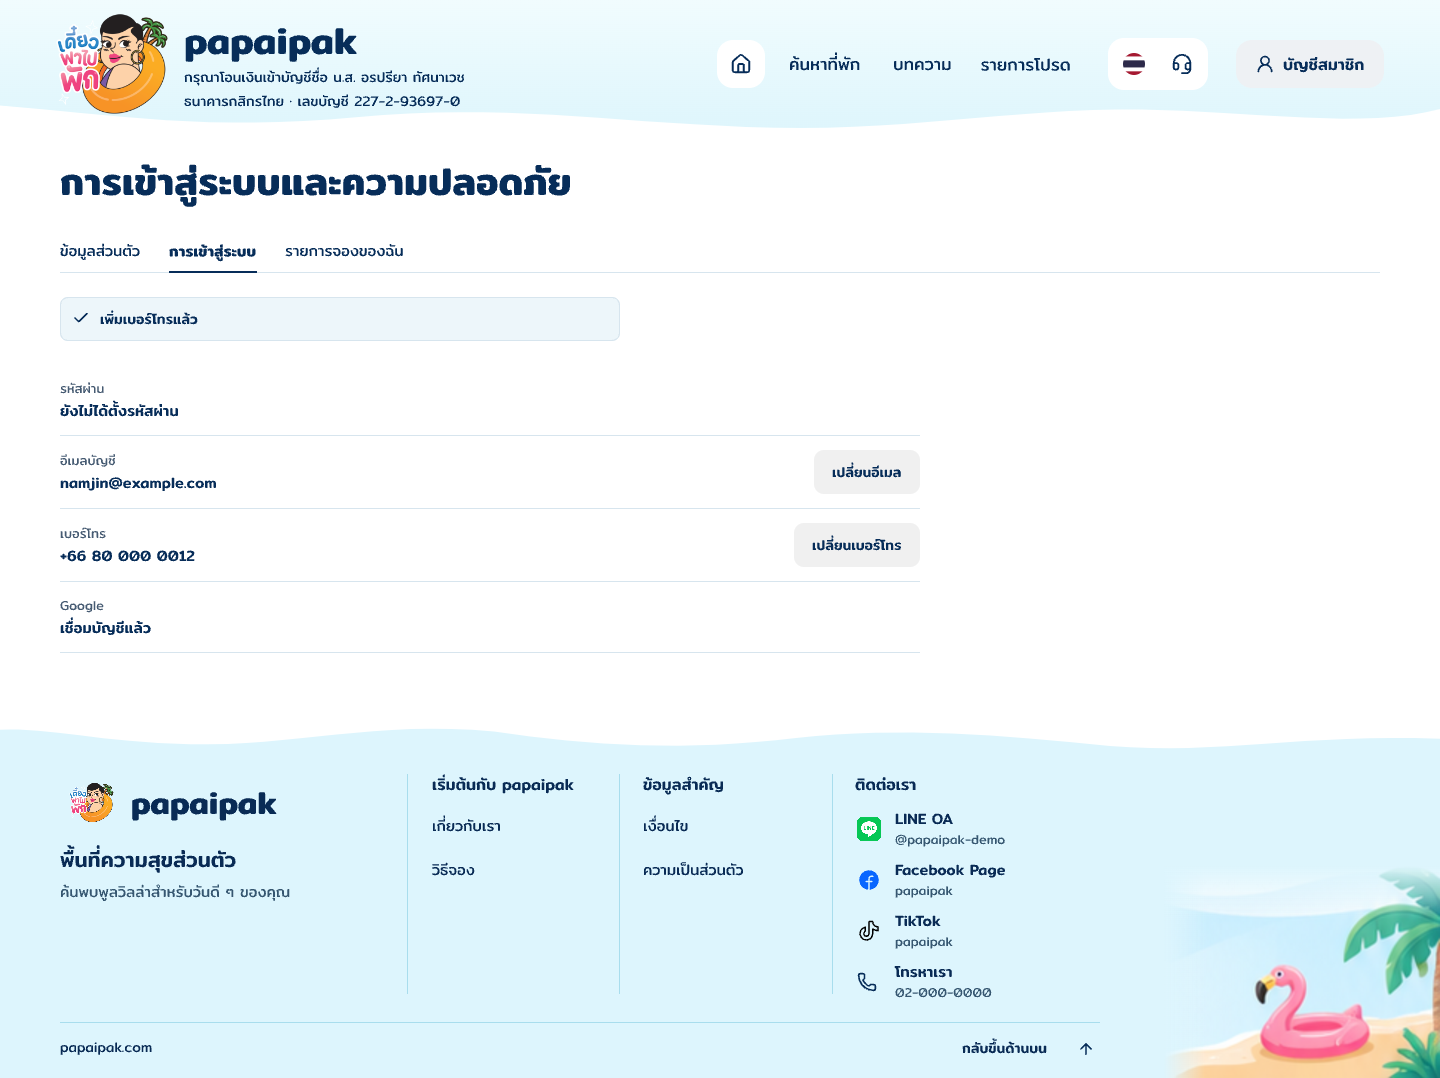 เดี๋ยว
พาไป
พัก
papaipak
กรุณาโอนเงินเข้าบัญชีชื่อ น.ส. อรปรียา ทัศนาเวช
ธนาคารกสิกรไทย · เลขบัญชี 227-2-93697-0
ค้นหาที่พัก
บทความ
รายการโปรด
บัญชีสมาชิก
การเข้าสู่ระบบและความปลอดภัย
ข้อมูลส่วนตัว
การเข้าสู่ระบบ
รายการจองของฉัน
เพิ่มเบอร์โทรแล้ว
รหัสผ่าน
ยังไม่ได้ตั้งรหัสผ่าน
อีเมลบัญชี
namjin@example.com
เปลี่ยนอีเมล
เบอร์โทร
+66 80 000 0012
เปลี่ยนเบอร์โทร
Google
เชื่อมบัญชีแล้ว
เดี๋ยว
พาไป
พัก
papaipak
พื้นที่ความสุขส่วนตัว
ค้นพบพูลวิลล่าสำหรับวันดี ๆ ของคุณ
เริ่มต้นกับ papaipak
เกี่ยวกับเรา
วิธีจอง
ข้อมูลสำคัญ
เงื่อนไข
ความเป็นส่วนตัว
ติดต่อเรา
LINE
LINE OA
@papaipak-demo
Facebook Page
papaipak
TikTok
papaipak
โทรหาเรา
02-000-0000
papaipak.com
กลับขึ้นด้านบน